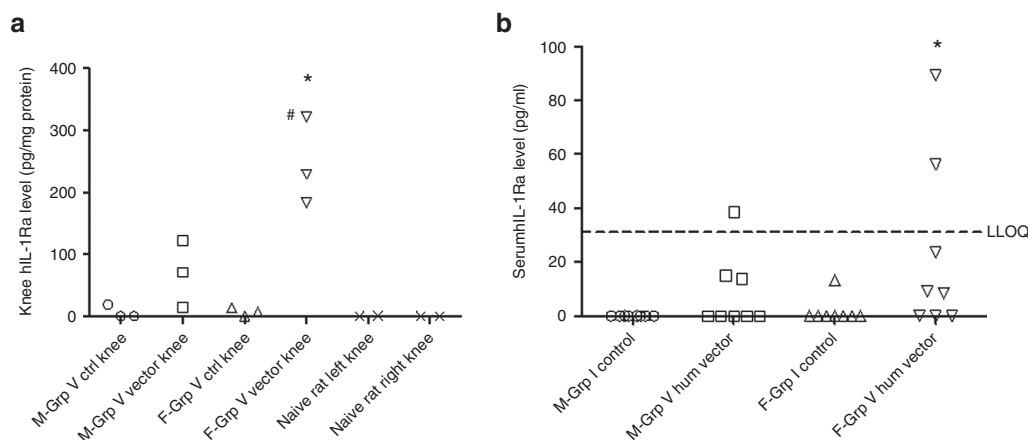 a
Knee hIL-1Ra level (pg/mg protein)
400
300
200
100
0
*
#
M-Grp V ctrl knee
M-Grp V vector knee
F-Grp V ctrl knee
F-Grp V vector knee
Naive rat left knee
Naive rat right knee
b
SerumhIL-1Ra level (pg/ml)
100
80
60
40
20
0
*
LLOQ
M-Grp I control
M-Grp V hum vector
F-Grp I control
F-Grp V hum vector